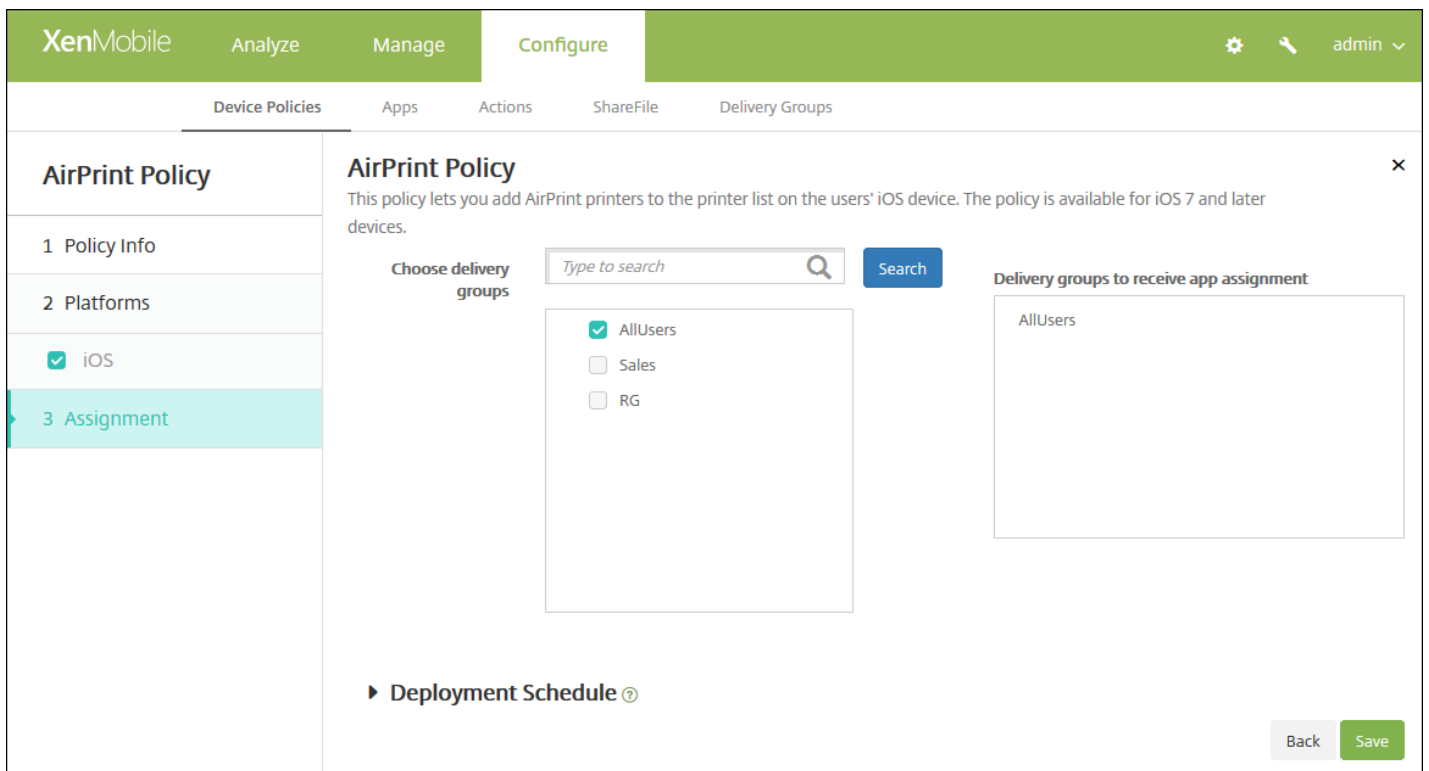 XenMobile Analyze Manage Configure admin
Device Policies Apps Actions ShareFile Delivery Groups
AirPrint Policy
1 Policy Info
2 Platforms
iOS
3 Assignment
AirPrint Policy
This policy lets you add AirPrint printers to the printer list on the users' iOS device. The policy is available for iOS 7 and later
devices.
Choose delivery
groups
Type to search
Search
AllUsers
Sales
RG
Delivery groups to receive app assignment
AllUsers
Deployment Schedule ?
Back Save